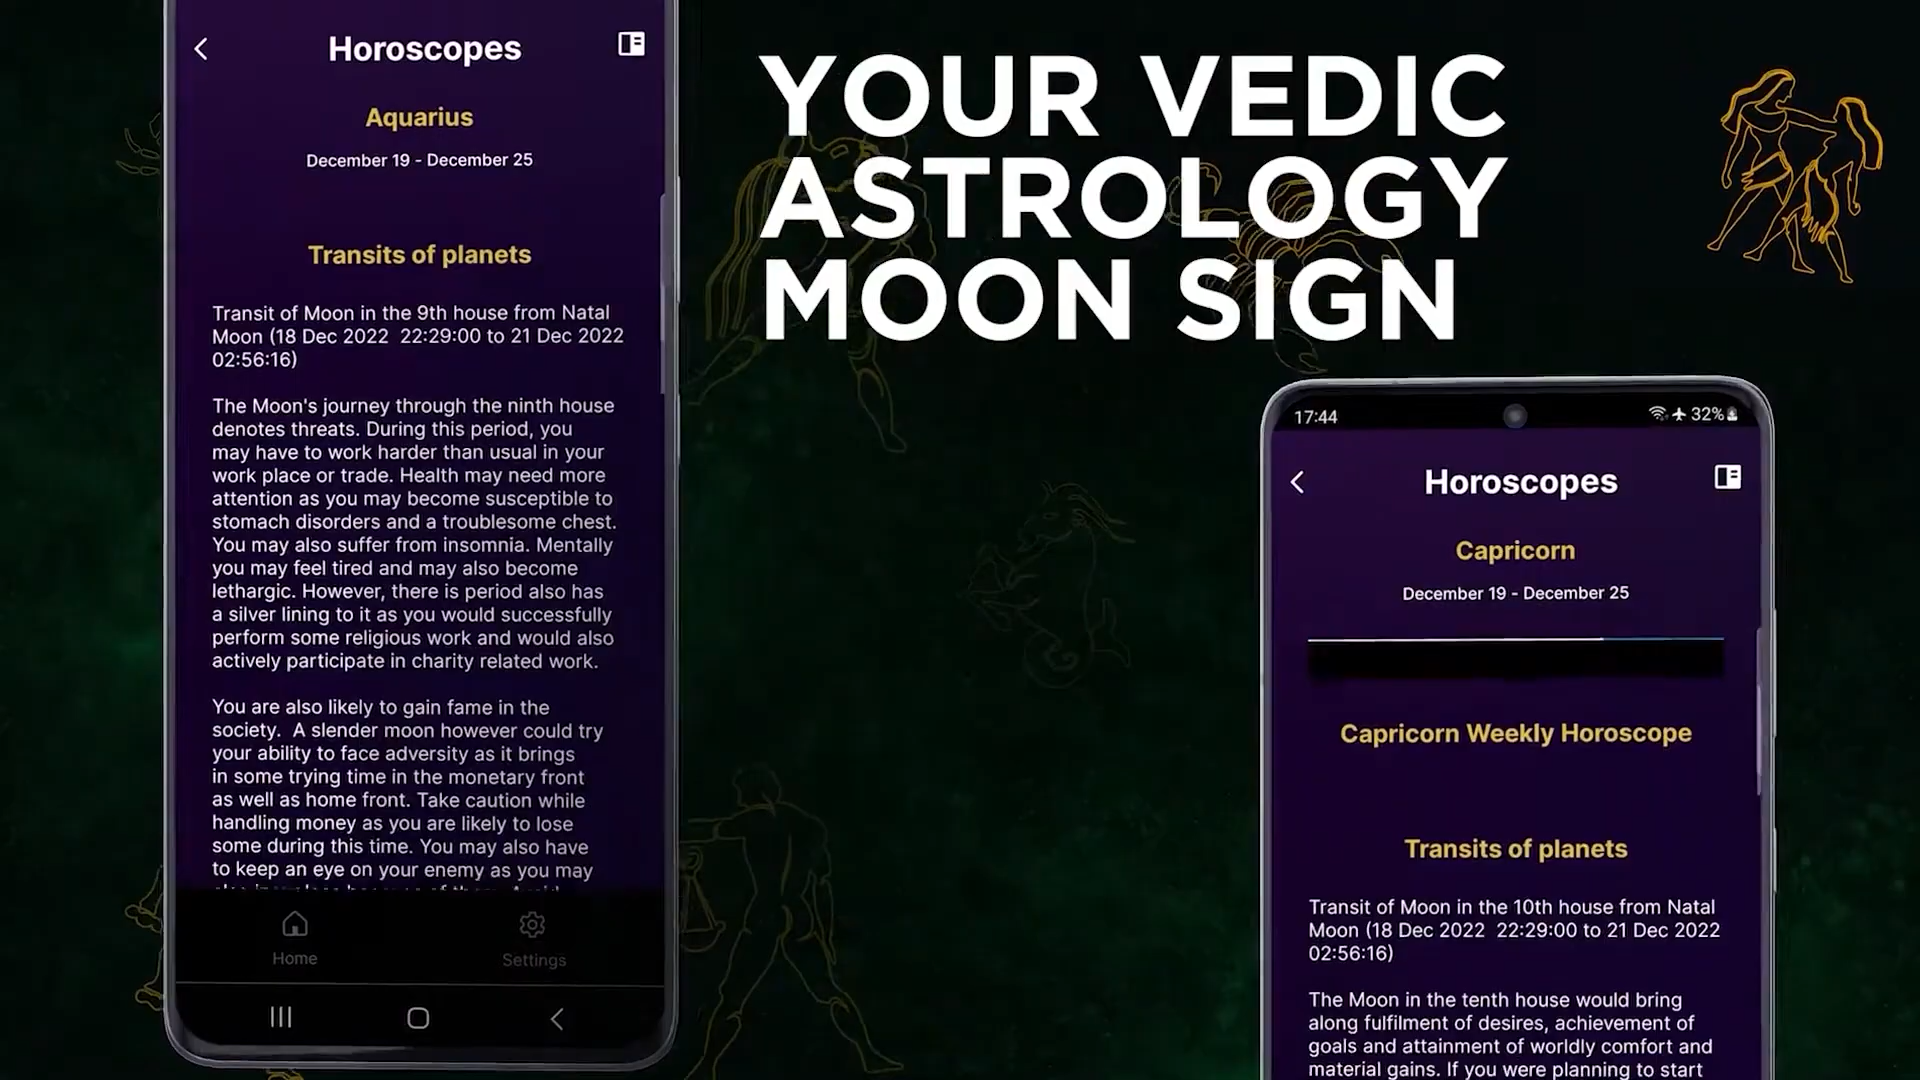 Horoscopes
Aquarius
December 19 - December 25
Transits of planets
Transit of Moon in the 9th house from Natal
Moon (18 Dec 2022  22:29:00 to 21 Dec 2022
02:56:16)
The Moon's journey through the ninth house
denotes threats. During this period, you
may have to work harder than usual in your
work place or trade. Health may need more
attention as you may become susceptible to
stomach disorders and a troublesome chest.
You may also suffer from insomnia. Mentally
you may feel tired and may also become
lethargic. However, there is period also has
a silver lining to it as you would successfully
perform some religious work and would also
actively participate in charity related work.
You are also likely to gain fame in the
society.  A slender moon however could try
your ability to face adversity as it brings
in some trying time in the monetary front
as well as home front. Take caution while
handling money as you are likely to lose
some during this time. You may also have
to keep an eye on your enemy as you may
Home
Settings
YOUR VEDIC
ASTROLOGY
MOON SIGN
17:44
32%
Horoscopes
Capricorn
December 19 - December 25
Capricorn Weekly Horoscope
Transits of planets
Transit of Moon in the 10th house from Natal
Moon (18 Dec 2022  22:29:00 to 21 Dec 2022
02:56:16)
The Moon in the tenth house would bring
along fulfilment of desires, achievement of
goals and attainment of worldly comfort and
material gains. If you were planning to start